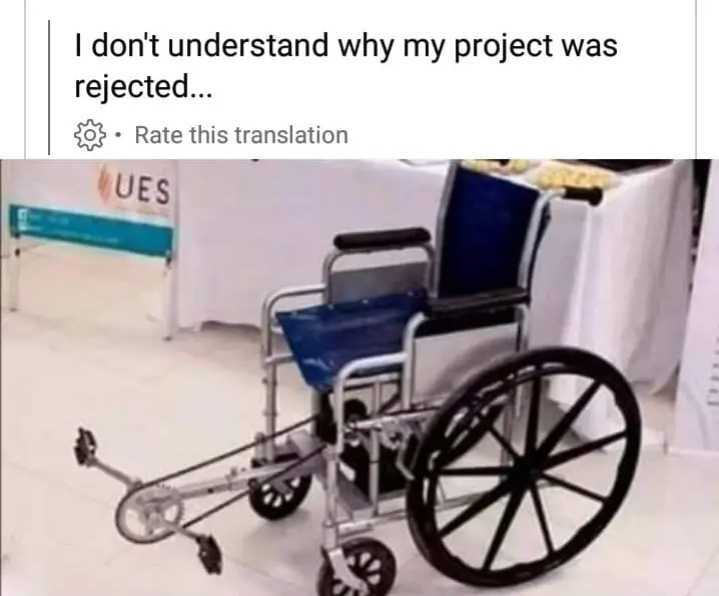 I don't understand why my project was
rejected...
• Rate this translation
UES